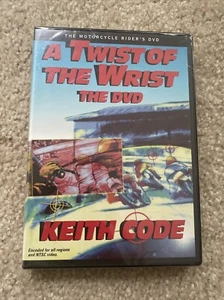 THE MOTORCYCLE RIDER'S DVD
A TWIST OF
THE WRIST
THE DVD
KEITH CODE
Encoded for all regions
and NTSC video.